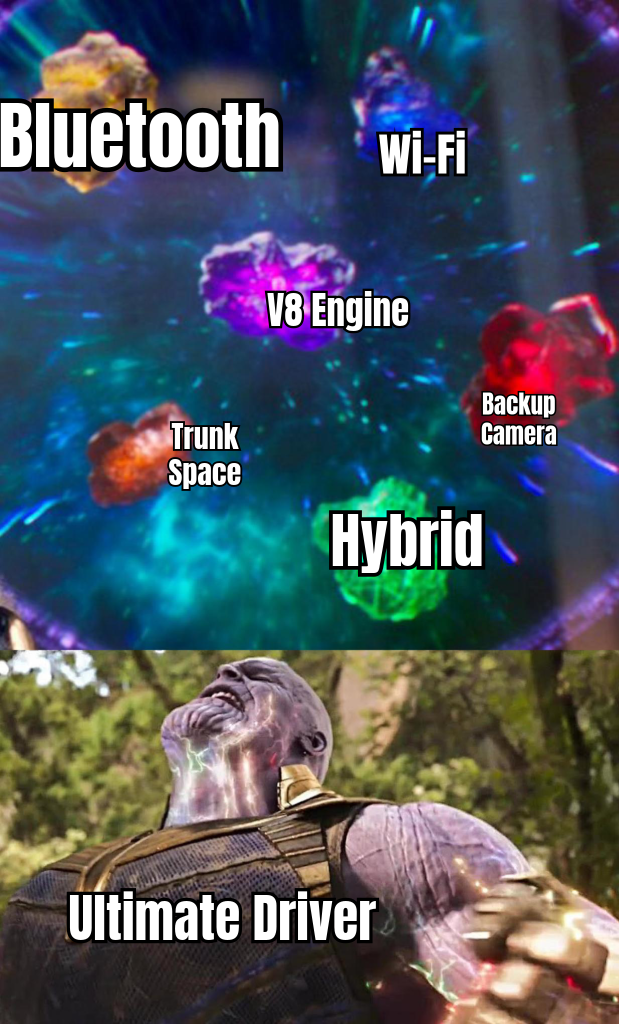 Bluetooth
Wi-Fi
V8 Engine
Backup
Camera
Trunk
Space
Hybrid
Ultimate Driver